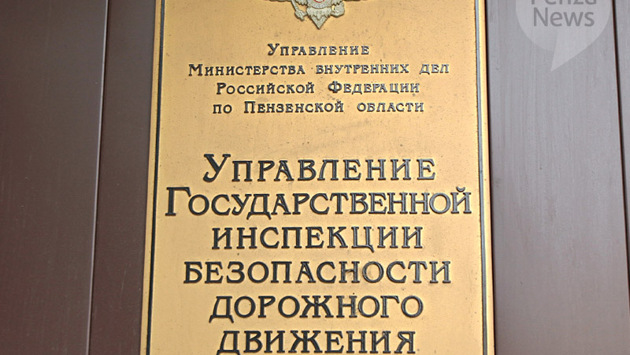 Penza
News
Управление
Министерства внутренних дел
Российской Федерации
по Пензенской области
Управление
Государственной
инспекции
безопасности
дорожного
движения